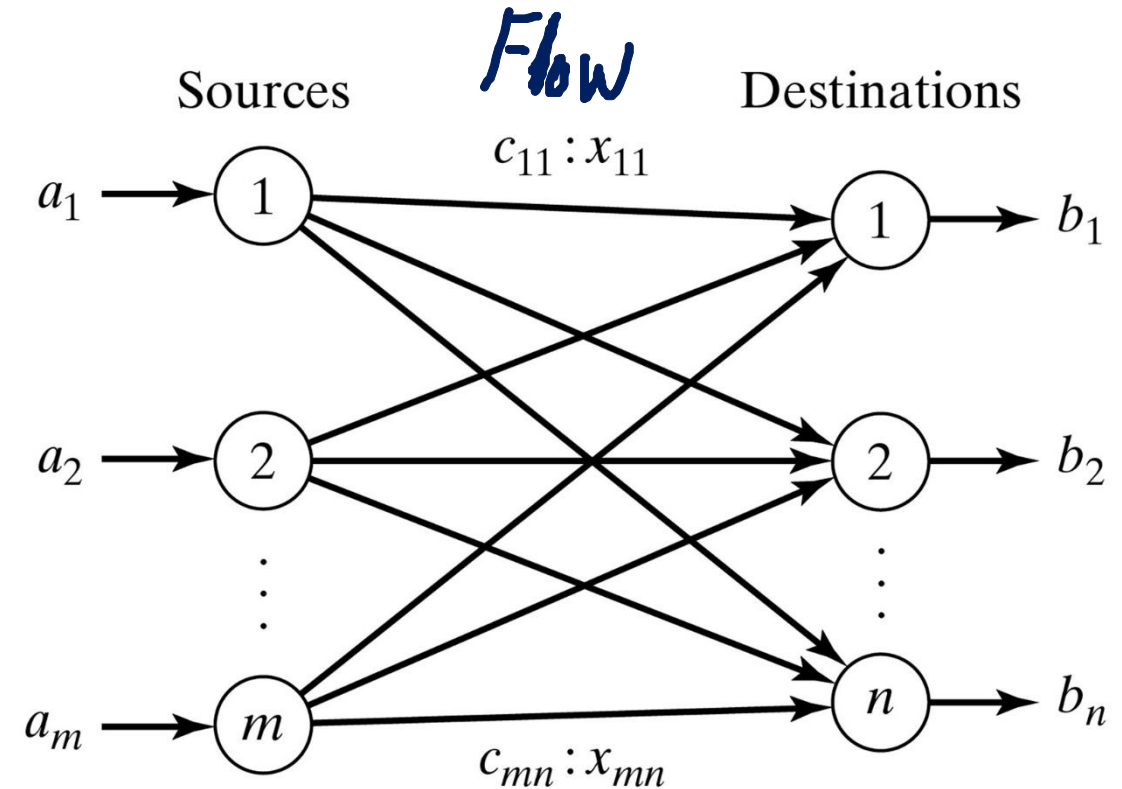 Flow
Sources Destinations
c₁₁ : x₁₁
a₁ 1 1 b₁
a₂ 2 2 b₂
aₘ m n bₙ
cₘₙ : xₘₙ